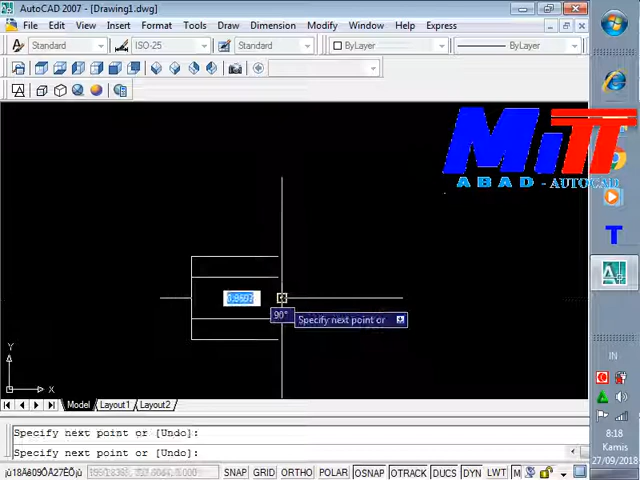 AutoCAD 2007 - [Drawing1.dwg]
File Edit View Insert Format Tools Draw Dimension Modify Window Help Express
Standard ISO-25 Standard ByLayer ByLayer
MiTT
ABAD - AUTOCAD
T
90° Specify next point or
Y
X
Model Layout1 Layout2
IN
Specify next point or [Undo]:
Specify next point or [Undo]:
SNAP GRID ORTHO POLAR OSNAP OTRACK DUCS DYN LWT M
8:18
Kamis
27/09/2018